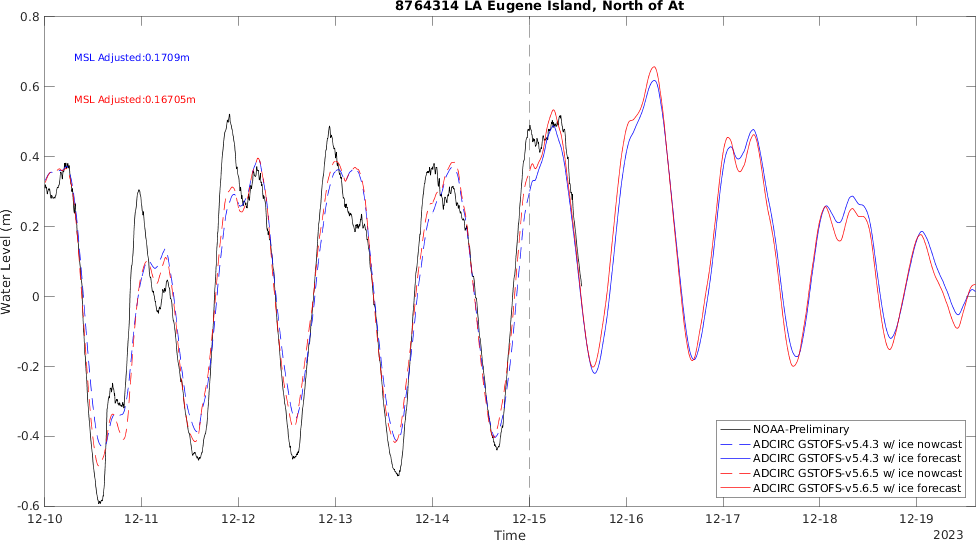 8764314 LA Eugene Island, North of At
0.8
MSL Adjusted:0.1709m
0.6
MSL Adjusted:0.16705m
0.4
0.2
Water Level (m)
0
-0.2
-0.4
-0.6
NOAA-Preliminary
ADCIRC GSTOFS-v5.4.3 w/ ice nowcast
ADCIRC GSTOFS-v5.4.3 w/ ice forecast
ADCIRC GSTOFS-v5.6.5 w/ ice nowcast
ADCIRC GSTOFS-v5.6.5 w/ ice forecast
12-10 12-11 12-12 12-13 12-14 12-15 12-16 12-17 12-18 12-19
Time
2023